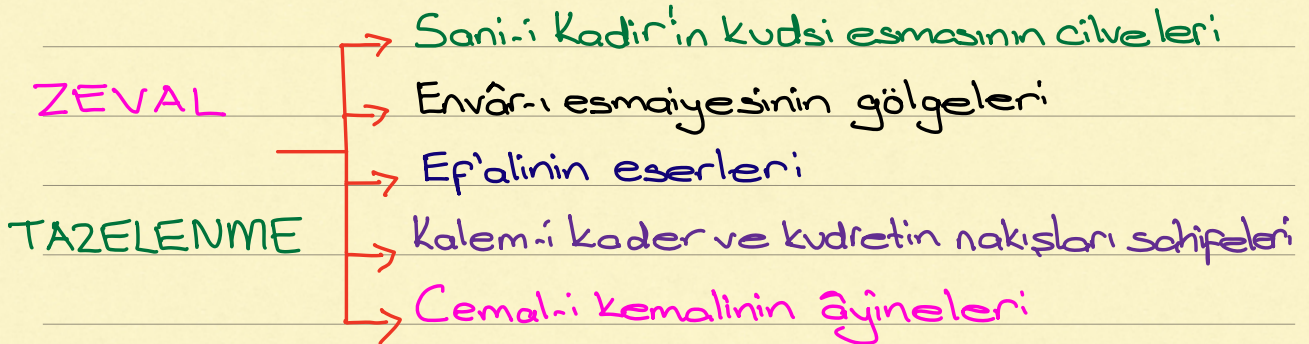 Sani-i Kadir'in kudsi esmasının cilveleri
ZEVAL
Envâr-ı esmaiyesinin gölgeleri
Ef'alinin eserleri
TAZELENME
Kalem-i kader ve kudretin nakışları sahifeleri
Cemal-i kemalinin âyîneleri